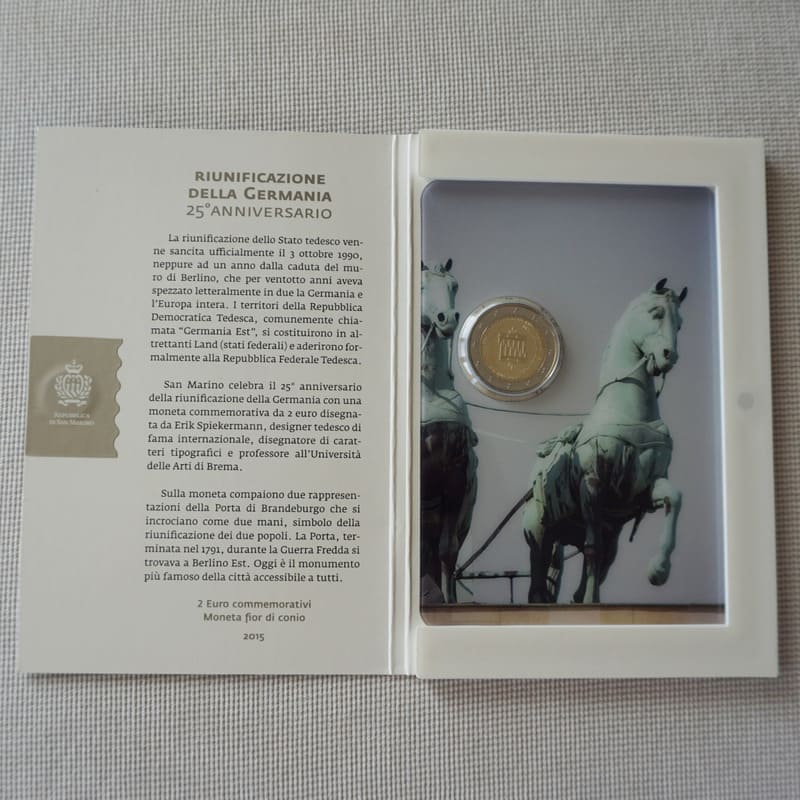 RIUNIFICAZIONE
DELLA GERMANIA
25° ANNIVERSARIO
La riunificazione dello Stato tedesco ven-
ne sancita ufficialmente il 3 ottobre 1990,
neppure ad un anno dalla caduta del mu-
ro di Berlino, che per ventotto anni aveva
spezzato letteralmente in due la Germania e
l'Europa intera. I territori della Repubblica
Democratica Tedesca, comunemente chia-
mata "Germania Est", si costituirono in al-
trettanti Land (stati federali) e aderirono for-
malmente alla Repubblica Federale Tedesca.
San Marino celebra il 25° anniversario
della riunificazione della Germania con una
moneta commemorativa da 2 euro disegna-
ta da Erik Spiekermann, designer tedesco di
fama internazionale, disegnatore di carat-
teri tipografici e professore all'Università
delle Arti di Brema.
Sulla moneta compaiono due rappresen-
tazioni della Porta di Brandeburgo che si
incrociano come due mani, simbolo della
riunificazione dei due popoli. La Porta, ter-
minata nel 1791, durante la Guerra Fredda si
trovava a Berlino Est. Oggi è il monumento
più famoso della città accessibile a tutti.
2 Euro commemorativi
Moneta fior di conio
2015
REPUBBLICA
DI SAN MARINO